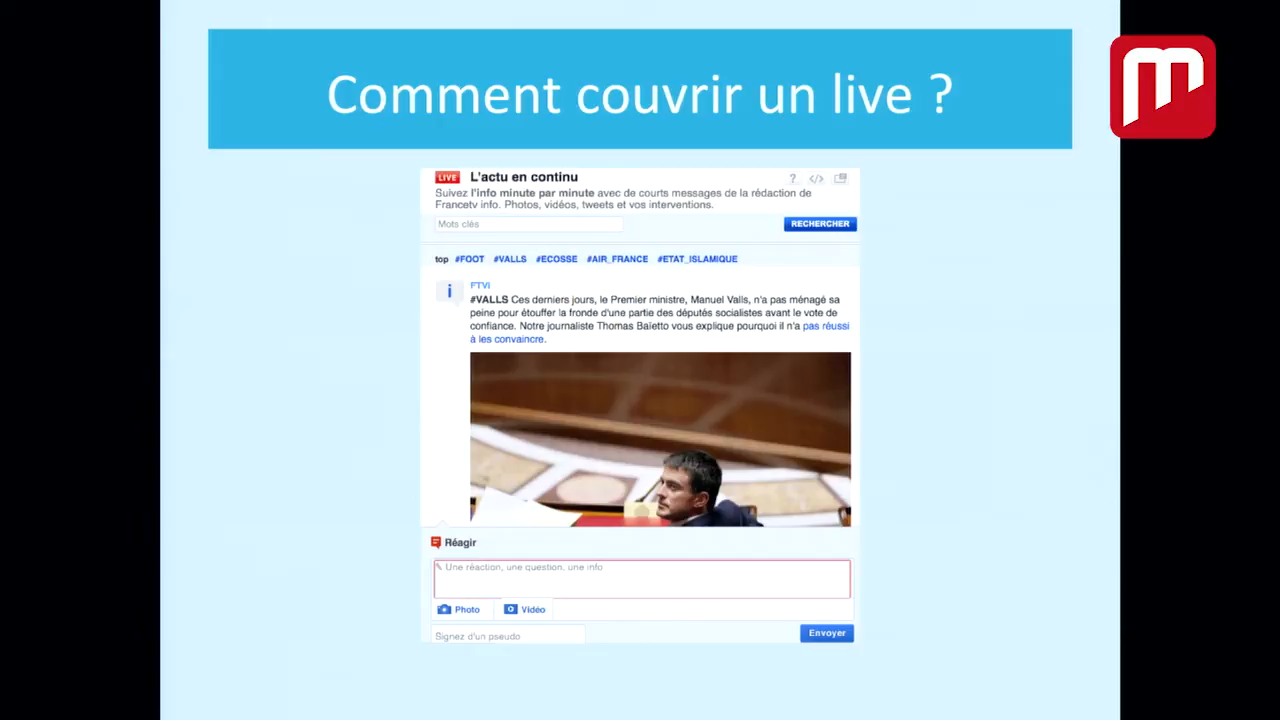 Comment couvrir un live ?
LIVE L'actu en continu ? </>
Suivez l'info minute par minute avec de courts messages de la rédaction de
Francetv info. Photos, vidéos, tweets et vos interventions.
Mots clés RECHERCHER
top #FOOT #VALLS #ECOSSE #AIR_FRANCE #ETAT_ISLAMIQUE
i FTVi
#VALLS Ces derniers jours, le Premier ministre, Manuel Valls, n'a pas ménagé sa
peine pour étouffer la fronde d'une partie des députés socialistes avant le vote de
confiance. Notre journaliste Thomas Baïetto vous explique pourquoi il n'a pas réussi
à les convaincre.
Réagir
Une réaction, une question, une info
Photo Vidéo
Signez d'un pseudo Envoyer